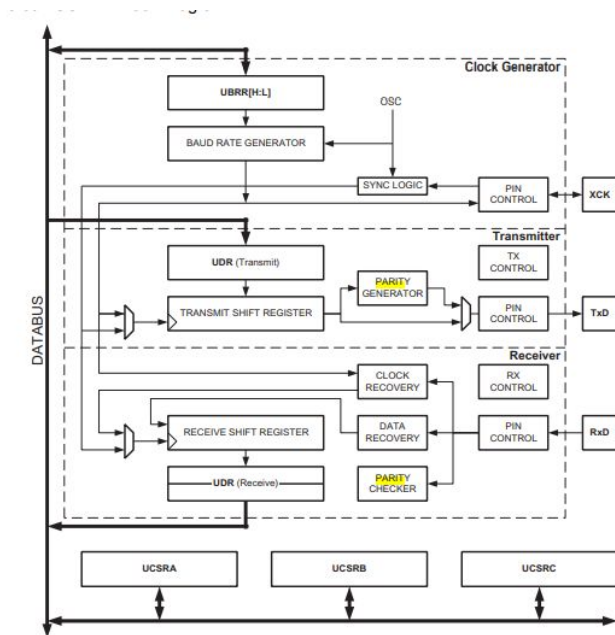 Clock Generator
UBRR[H:L]
OSC
BAUD RATE GENERATOR
SYNC LOGIC
PIN
CONTROL
XCK
Transmitter
UDR (Transmit)
TX
CONTROL
PARITY
GENERATOR
TRANSMIT SHIFT REGISTER
PIN
CONTROL
TxD
DATABUS
Receiver
CLOCK
RECOVERY
RX
CONTROL
RECEIVE SHIFT REGISTER
DATA
RECOVERY
PIN
CONTROL
RxD
UDR (Receive)
PARITY
CHECKER
UCSRA
UCSRB
UCSRC